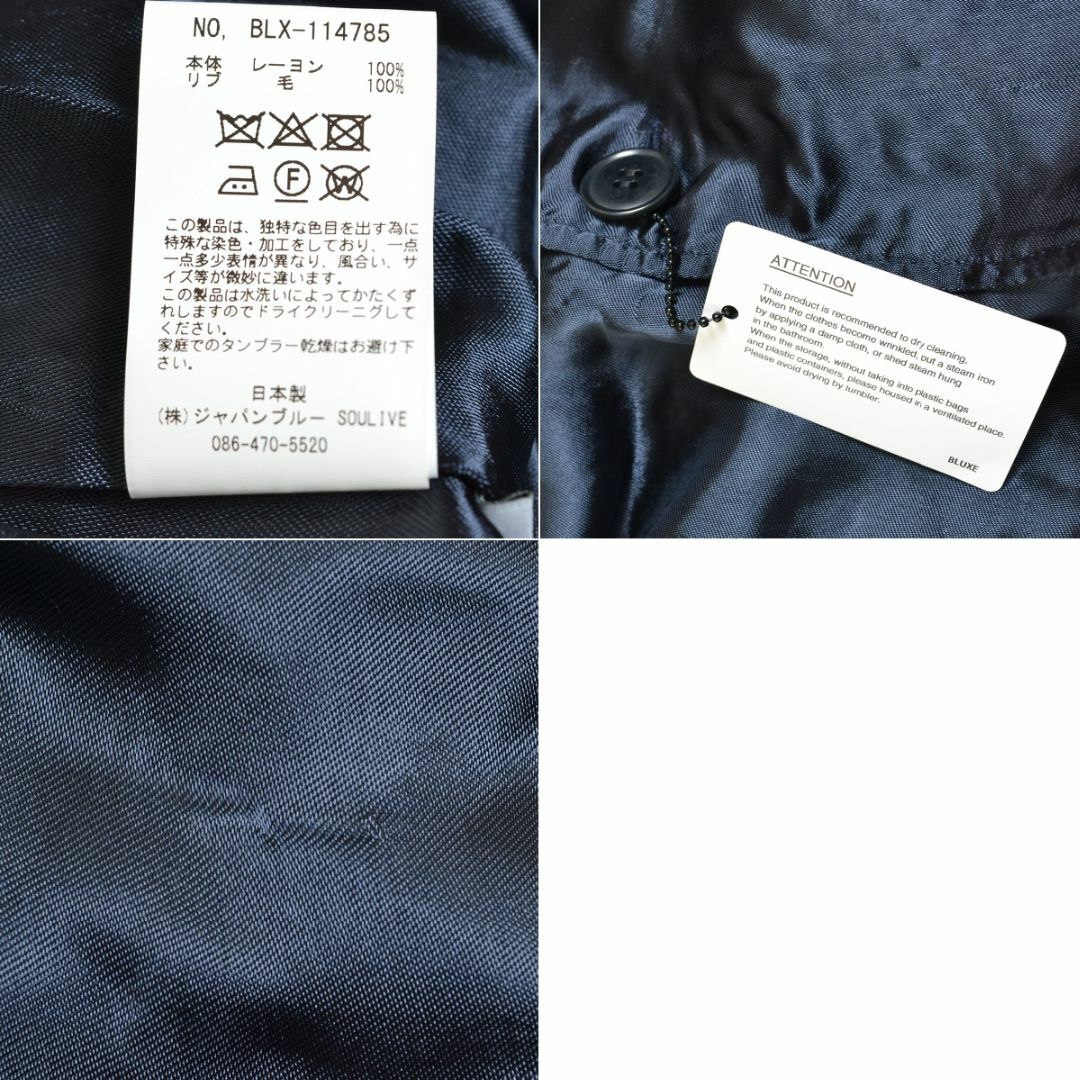 NO, BLX-114785
本体 レーヨン 100%
リブ 毛 100%
F W
この製品は、独特な色目を出す為に
特殊な染色・加工をしており、一点
一点多少表情が異なり、風合い、サ
イズ等が微妙に違います。
この製品は水洗いによってかたくず
れしますのでドライクリーニングして
ください。
家庭でのタンブラー乾燥はお避け下
さい。
日本製
(株)ジャパンブルー SOULIVE
086-470-5520
ATTENTION
This product is recommended to dry cleaning.
When the clothes become wrinkled, but a steam iron
by applying a damp cloth, or shed steam hung
in the bathroom.
When the storage, without taking into plastic bags
and plastic containers, please housed in a ventilated place.
Please avoid drying by tumbler.
BLUXE